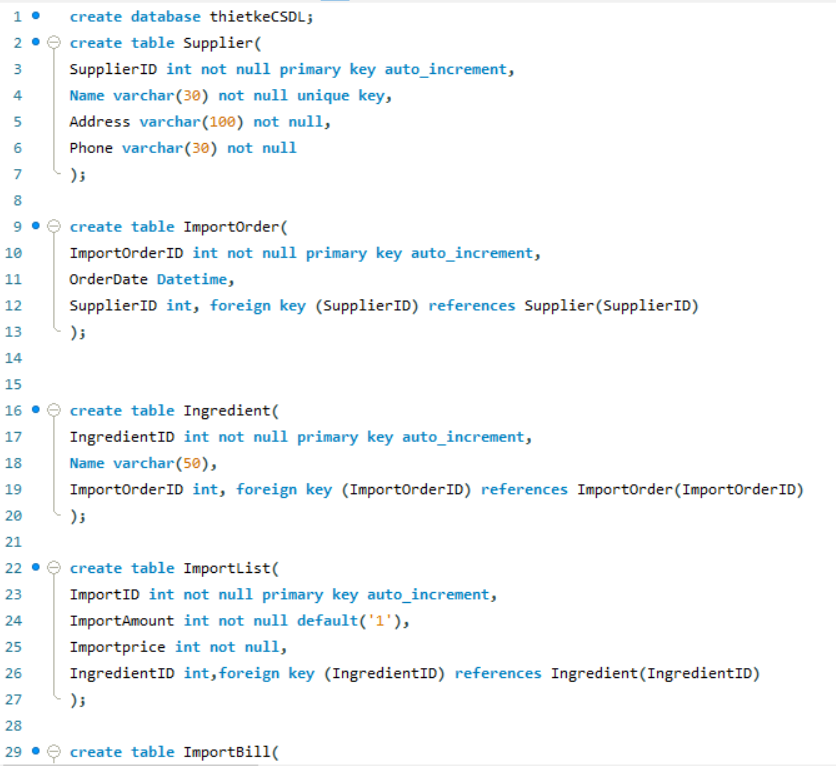 1 create database thietkeCSDL;
2 create table Supplier(
3 SupplierID int not null primary key auto_increment,
4 Name varchar(30) not null unique key,
5 Address varchar(100) not null,
6 Phone varchar(30) not null
7 );
8
9 create table ImportOrder(
10 ImportOrderID int not null primary key auto_increment,
11 OrderDate Datetime,
12 SupplierID int, foreign key (SupplierID) references Supplier(SupplierID)
13 );
14
15
16 create table Ingredient(
17 IngredientID int not null primary key auto_increment,
18 Name varchar(50),
19 ImportOrderID int, foreign key (ImportOrderID) references ImportOrder(ImportOrderID)
20 );
21
22 create table ImportList(
23 ImportID int not null primary key auto_increment,
24 ImportAmount int not null default('1'),
25 Importprice int not null,
26 IngredientID int,foreign key (IngredientID) references Ingredient(IngredientID)
27 );
28
29 create table ImportBill(